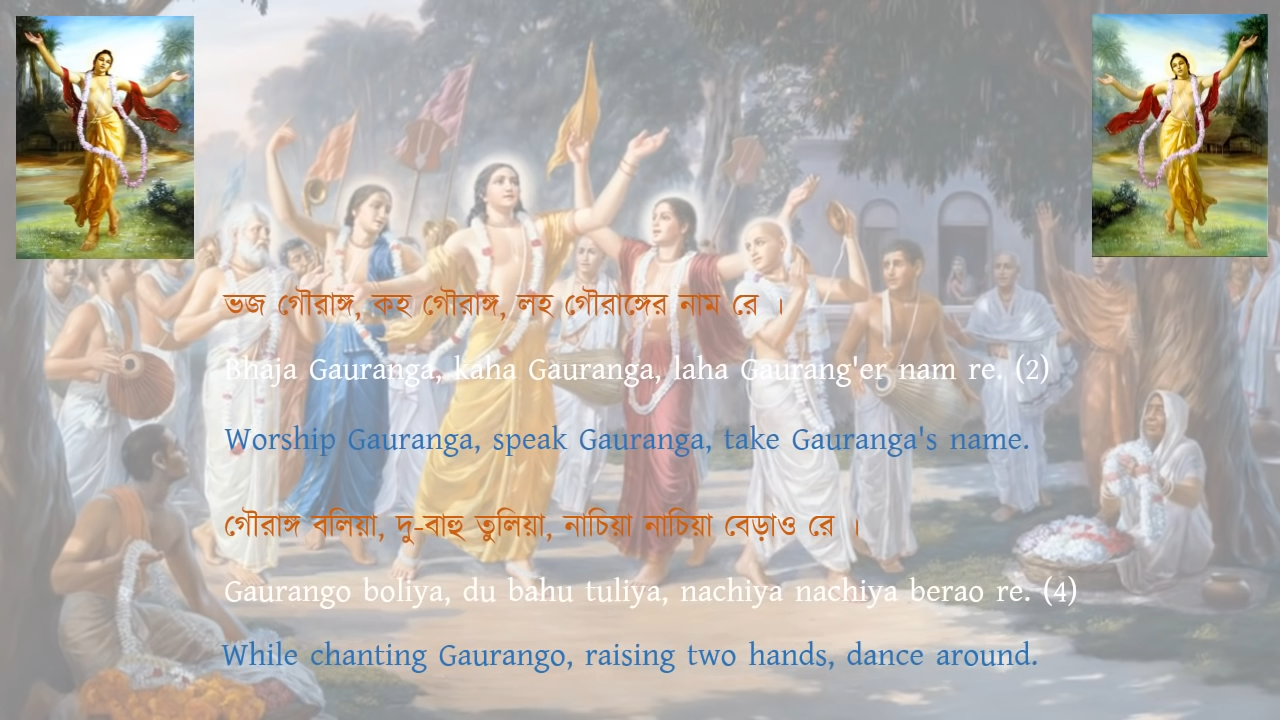 ভজ গৌরাঙ্গ, কহ গৌরাঙ্গ, লহ গৌরাঙ্গের নাম রে ।
Bhaja Gauranga, kaha Gauranga, laha Gaurang'er nam re. (2)
Worship Gauranga, speak Gauranga, take Gauranga's name.
গৌরাঙ্গ বলিয়া, দু-বাহু তুলিয়া, নাচিয়া নাচিয়া বেড়াও রে ।
Gaurango boliya, du bahu tuliya, nachiya nachiya berao re. (4)
While chanting Gaurango, raising two hands, dance around.